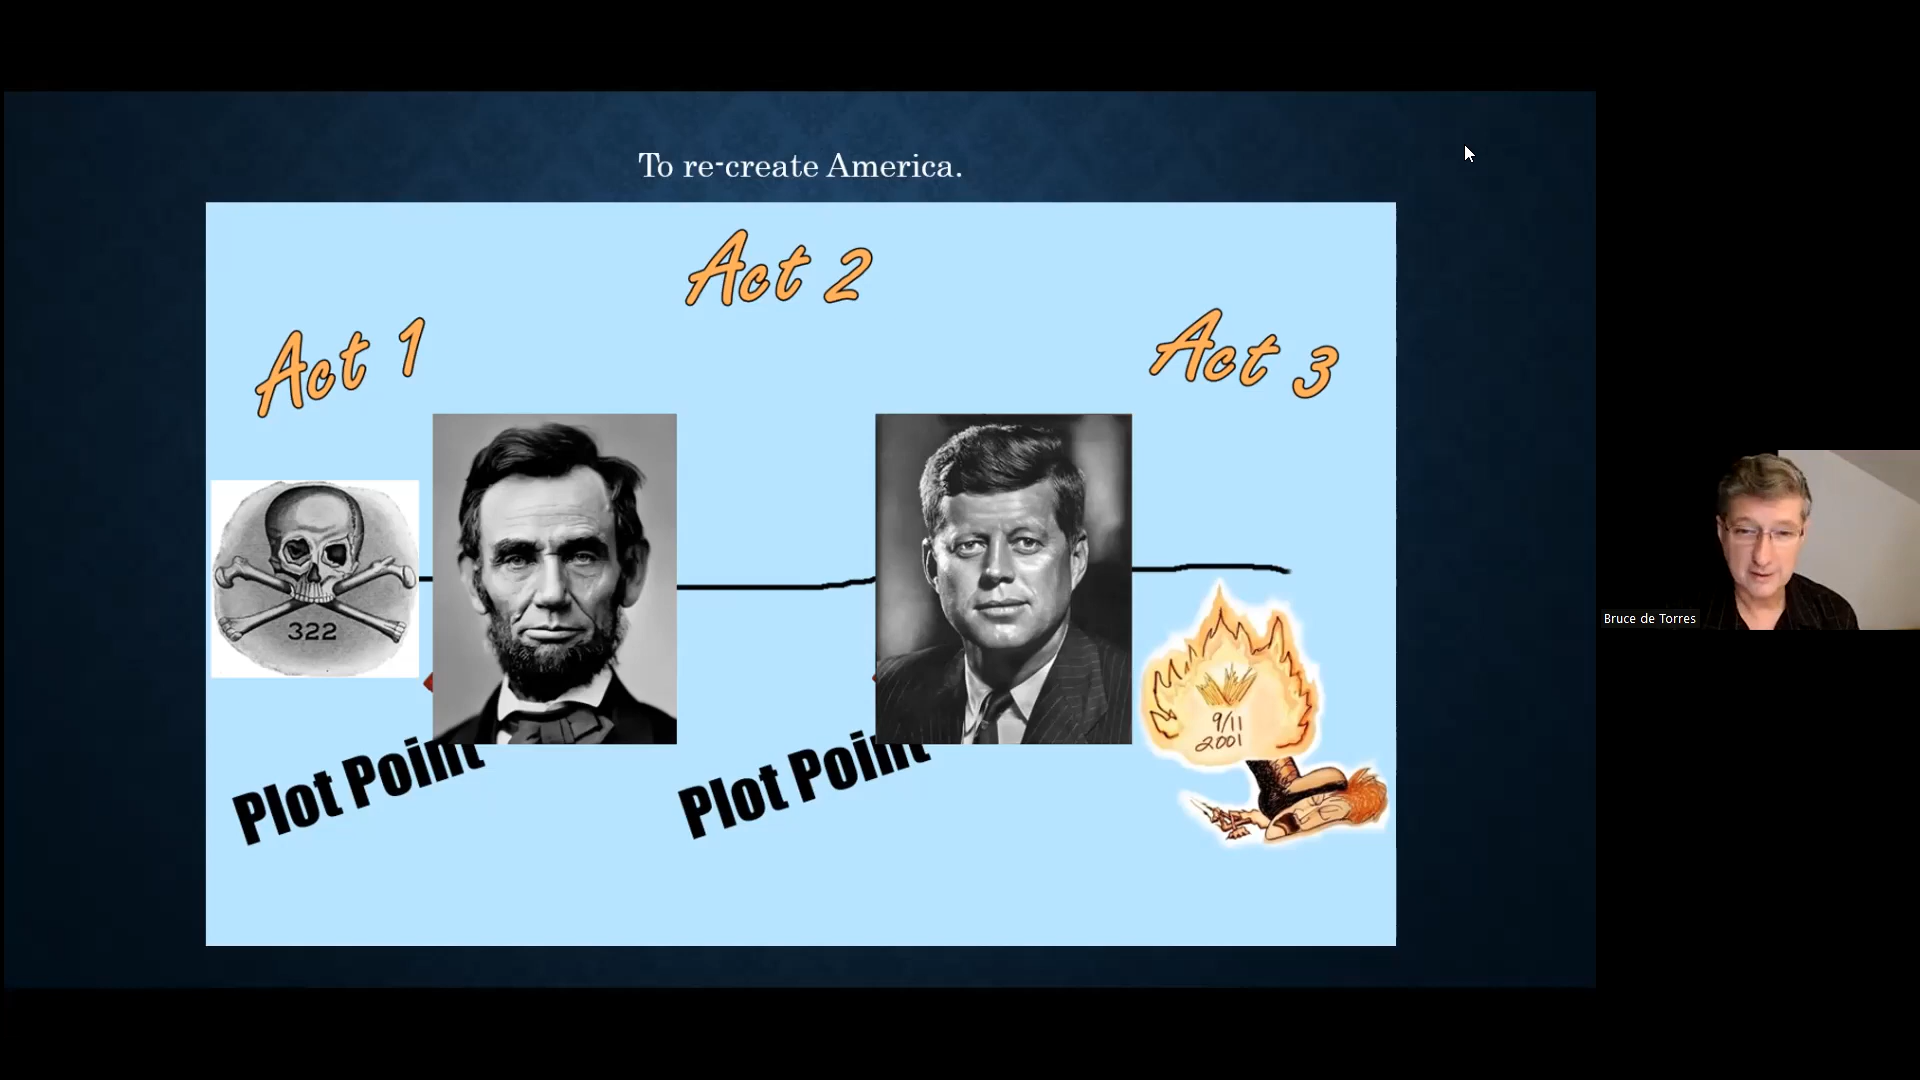 To re-create America.
Act 1
Act 2
Act 3
322
Plot Point
Plot Point
9/11
2001
Bruce de Torres